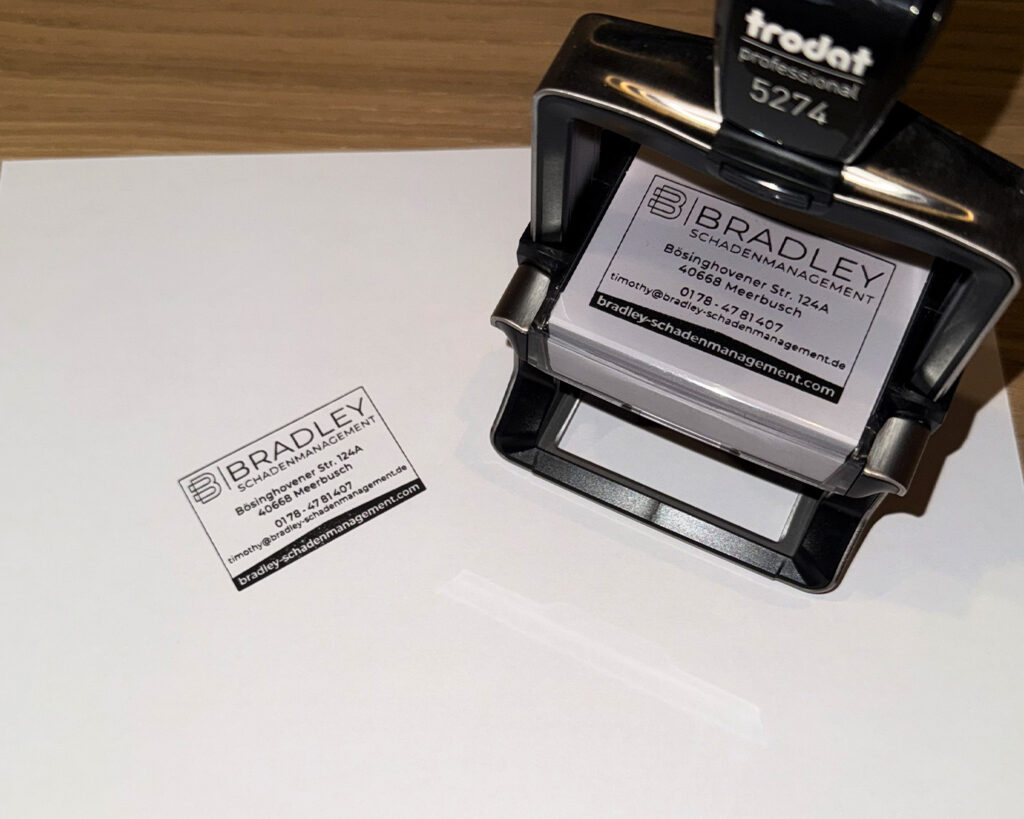 trodat
professional
5274
BRADLEY
SCHADENMANAGEMENT
Bösinghovener Str. 124A
40668 Meerbusch
0178 - 47 81 407
timothy@bradley-schadenmanagement.de
bradley-schadenmanagement.com
BRADLEY
SCHADENMANAGEMENT
Bösinghovener Str. 124A
40668 Meerbusch
0178 - 47 81 407
timothy@bradley-schadenmanagement.de
bradley-schadenmanagement.com